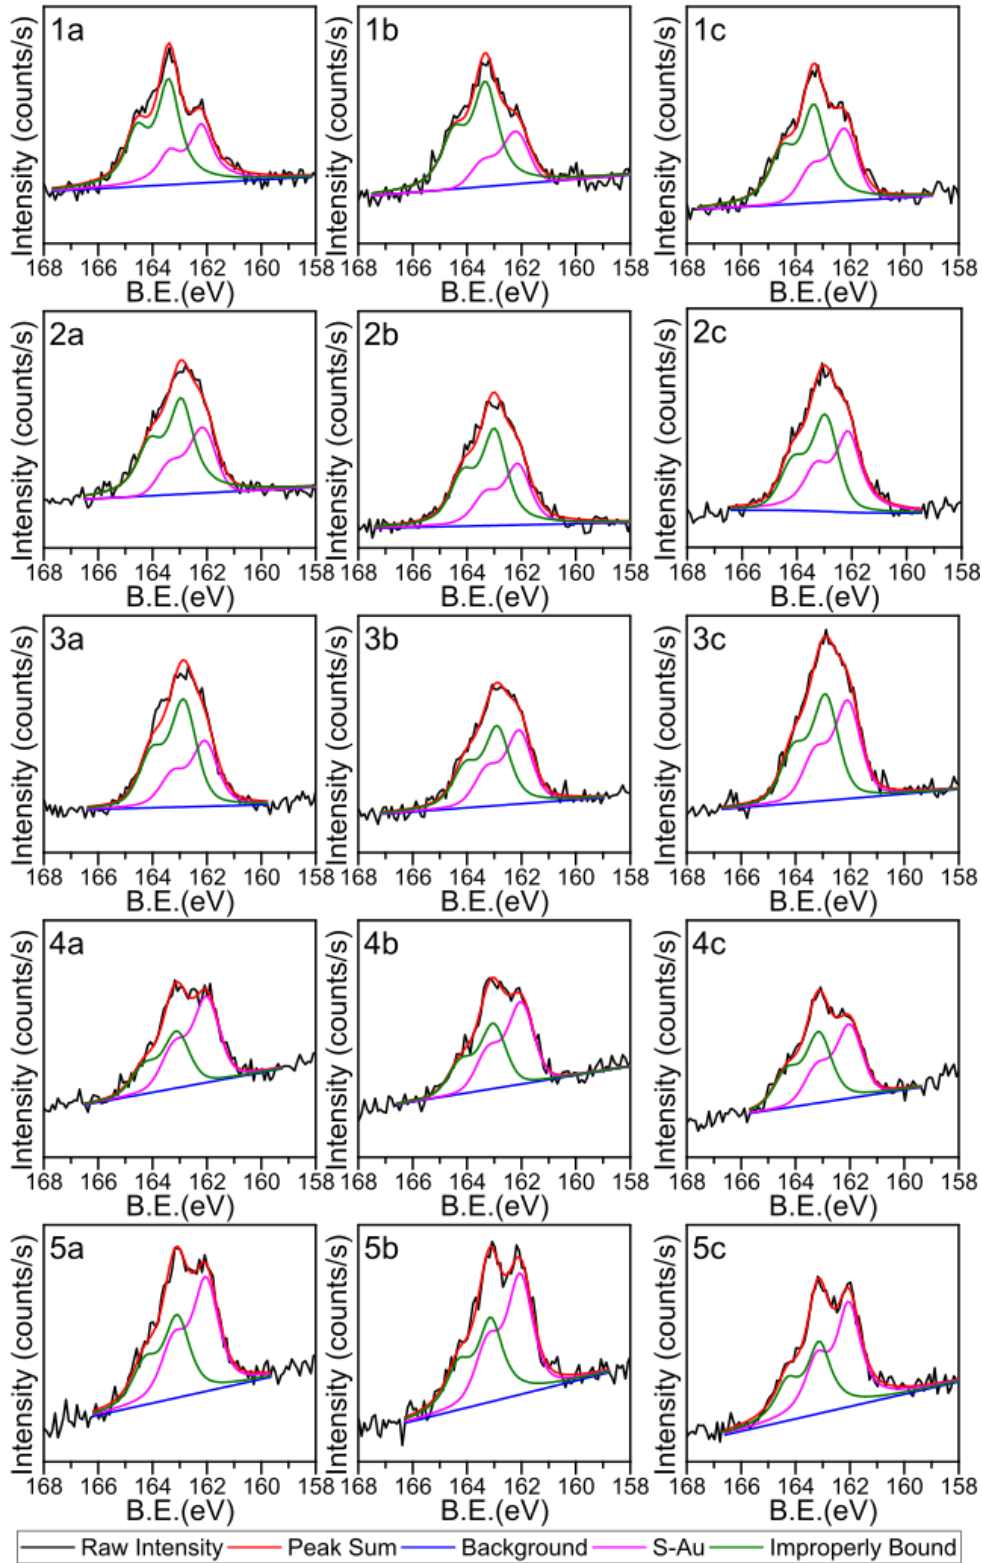 1a
1b
1c
Intensity (counts/s)
Intensity (counts/s)
Intensity (counts/s)
168 166 164 162 160 158
168 166 164 162 160 158
168 166 164 162 160 158
B.E.(eV)
B.E.(eV)
B.E.(eV)
2a
2b
2c
Intensity (counts/s)
Intensity (counts/s)
Intensity (counts/s)
168 166 164 162 160 158
168 166 164 162 160 158
168 166 164 162 160 158
B.E.(eV)
B.E.(eV)
B.E.(eV)
3a
3b
3c
Intensity (counts/s)
Intensity (counts/s)
Intensity (counts/s)
168 166 164 162 160 158
168 166 164 162 160 158
168 166 164 162 160 158
B.E.(eV)
B.E.(eV)
B.E.(eV)
4a
4b
4c
Intensity (counts/s)
Intensity (counts/s)
Intensity (counts/s)
168 166 164 162 160 158
168 166 164 162 160 158
168 166 164 162 160 158
B.E.(eV)
B.E.(eV)
B.E.(eV)
5a
5b
5c
Intensity (counts/s)
Intensity (counts/s)
Intensity (counts/s)
168 166 164 162 160 158
168 166 164 162 160 158
168 166 164 162 160 158
B.E.(eV)
B.E.(eV)
B.E.(eV)
Raw Intensity Peak Sum Background S-Au Improperly Bound